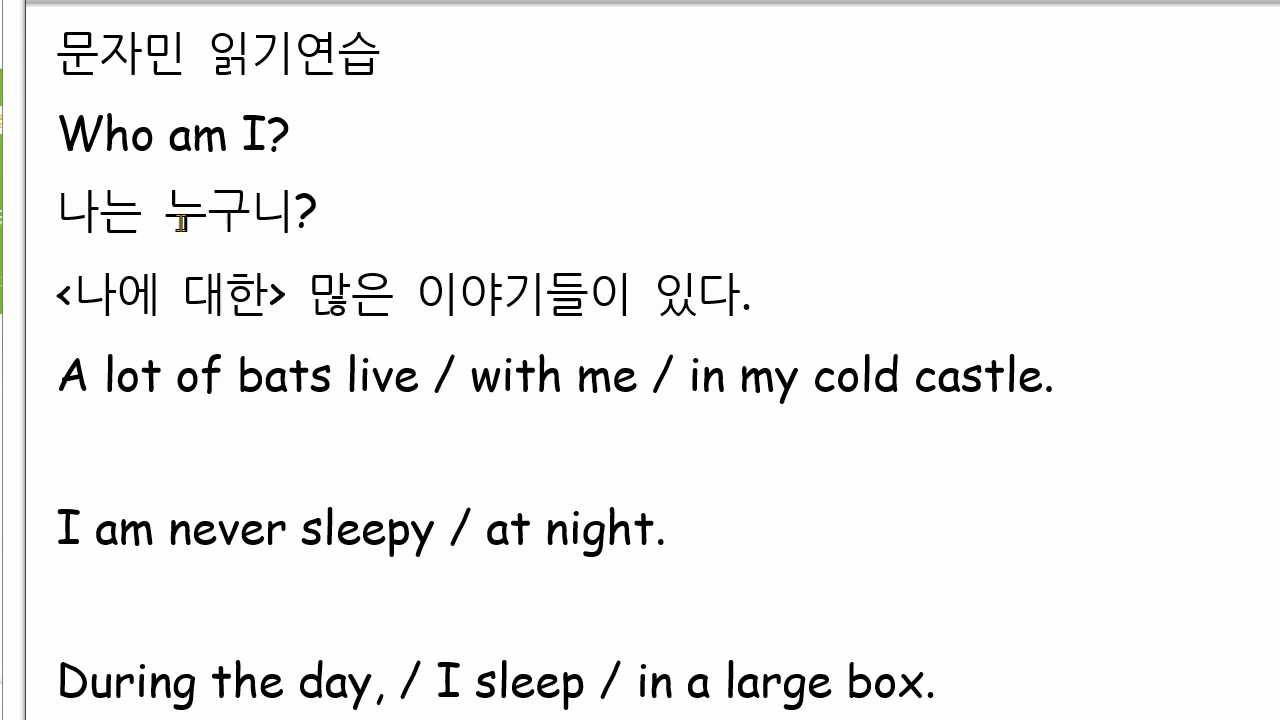 문자민 읽기연습
Who am I?
나는 누구니?
<나에 대한> 많은 이야기들이 있다.
A lot of bats live / with me / in my cold castle.
I am never sleepy / at night.
During the day, / I sleep / in a large box.